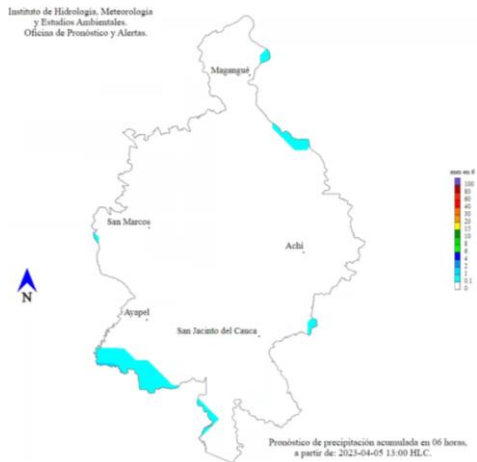 Instituto de Hidrología, Meteorología
y Estudios Ambientales.
Oficina de Pronóstico y Alertas.
Magangué
San Marcos
Achí
Ayapel
San Jacinto del Cauca
N
mm en 6
100
80
60
40
30
20
15
10
8
6
4
2
1
0.1
0
Pronóstico de precipitación acumulada en 06 horas,
a partir de: 2023-04-05 13:00 HLC.